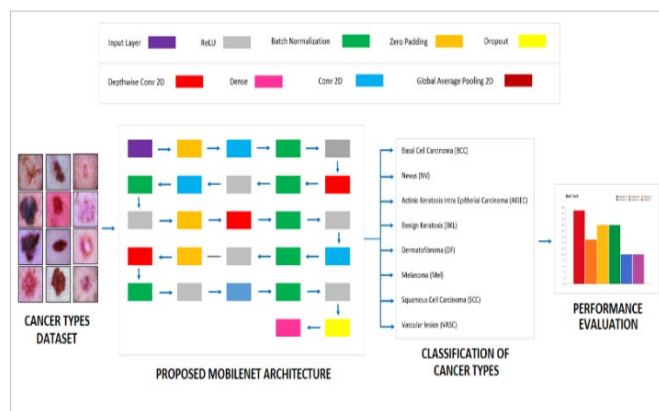 Input Layer ReLU Batch Normalization Zero Padding Dropout
Depthwise Conv 2D Dense Conv 2D Global Average Pooling 2D
Basal Cell Carcinoma (BCC)
Nevus (NV)
Actinic Keratosis Intra Epithelial Carcinoma (AKIEC)
Benign Keratosis (BKL)
Dermatofibroma (DF)
Melanoma (Mel)
Squamous Cell Carcinoma (SCC)
Vascular lesion (VASC)
CANCER TYPES
DATASET
PROPOSED MOBILENET ARCHITECTURE
CLASSIFICATION OF
CANCER TYPES
PERFORMANCE
EVALUATION